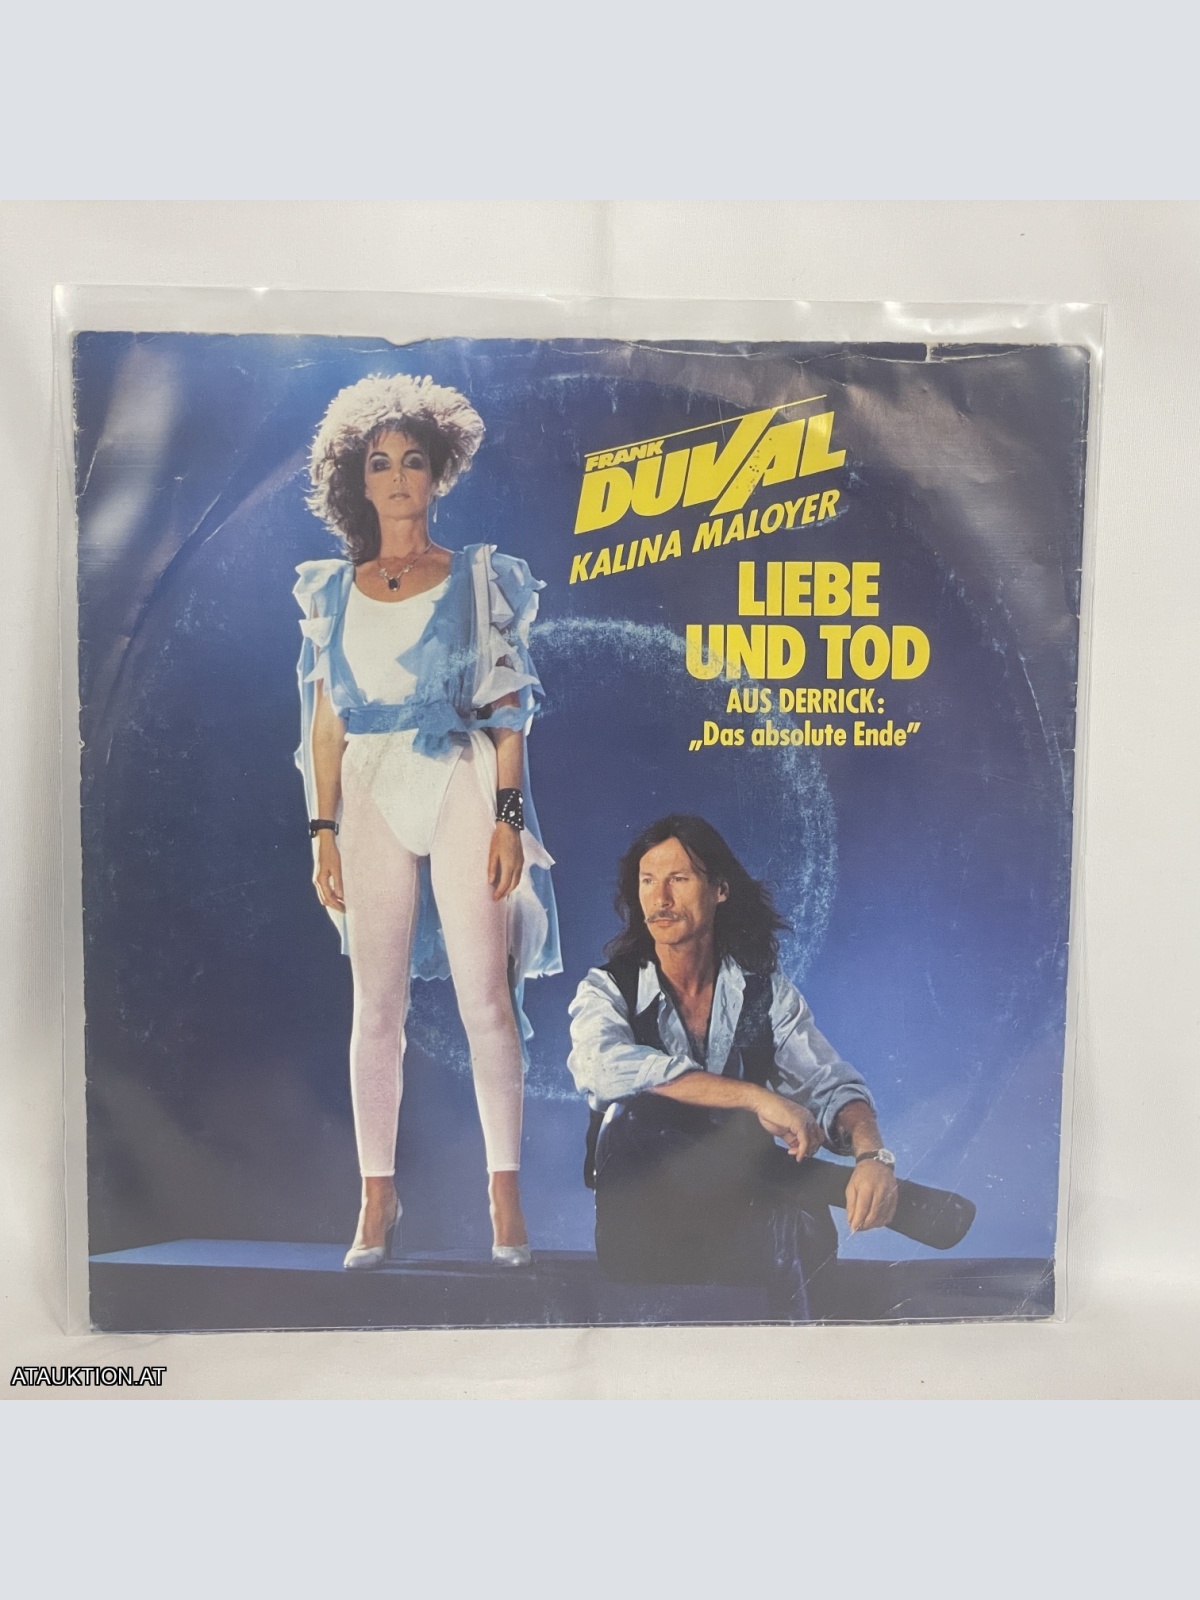 FRANK
DUVAL
KALINA MALOYER
LIEBE
UND TOD
AUS DERRICK:
„Das absolute Ende”
ATAUKTION.AT